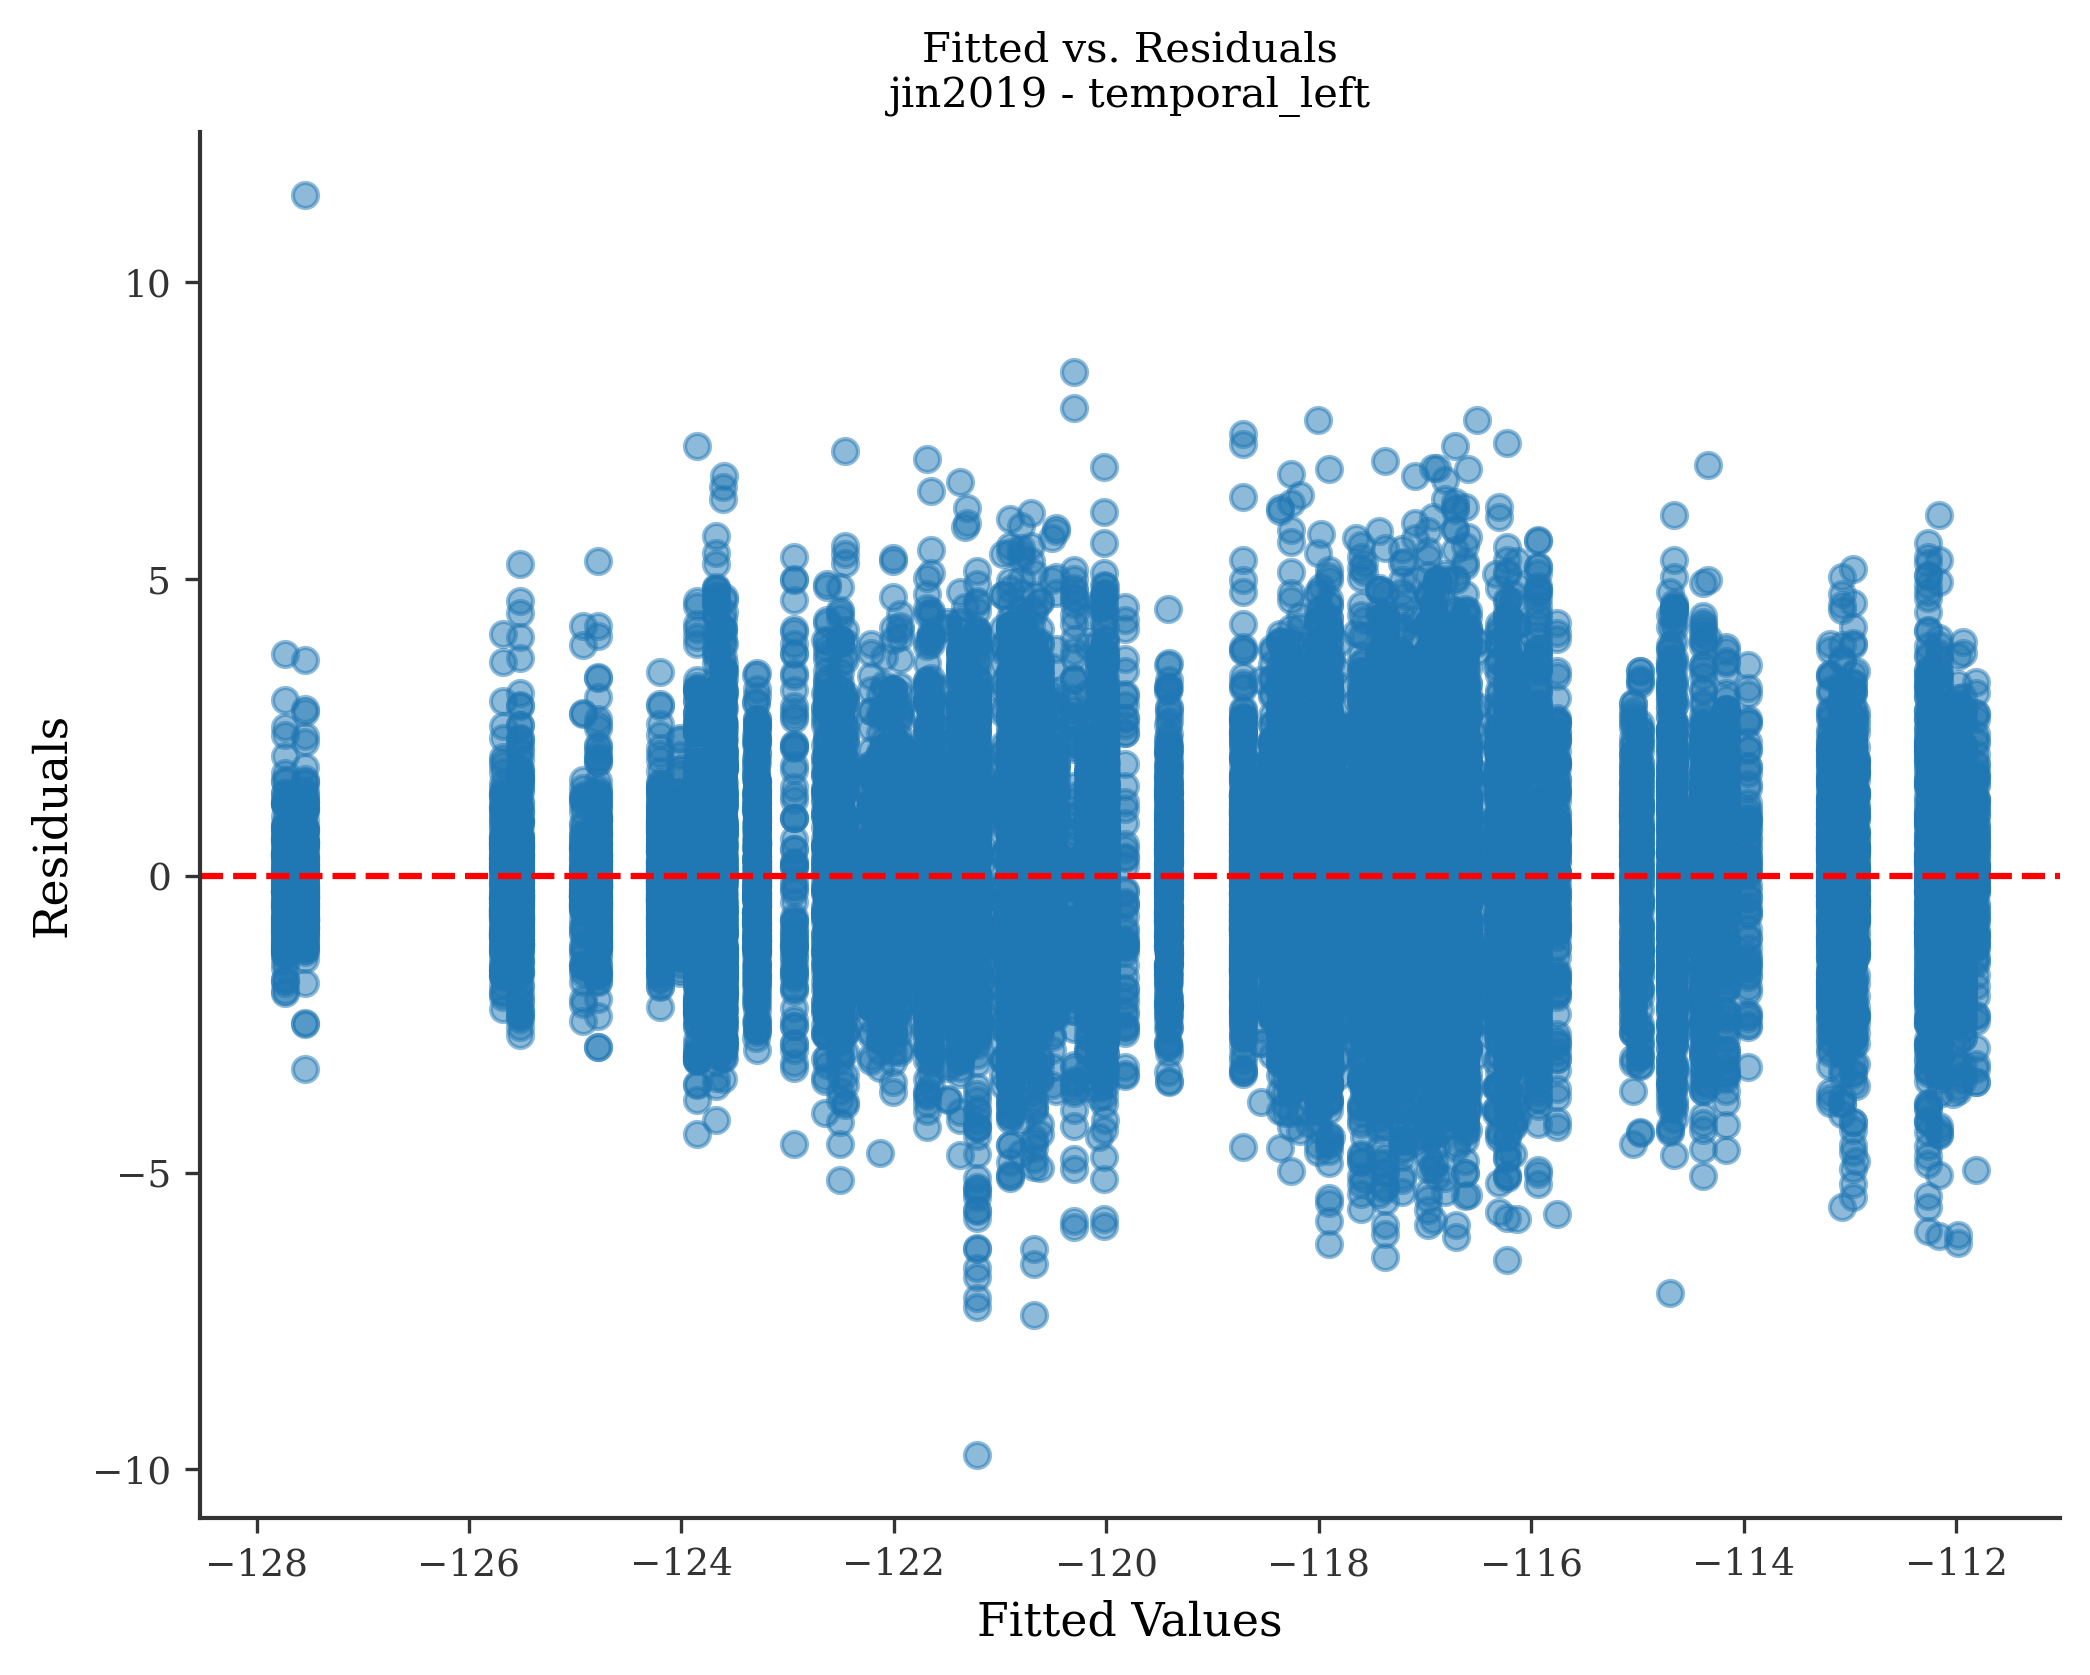 Fitted vs. Residuals
jin2019 - temporal_left
Residuals
10
5
0
−5
−10
−128 −126 −124 −122 −120 −118 −116 −114 −112
Fitted Values